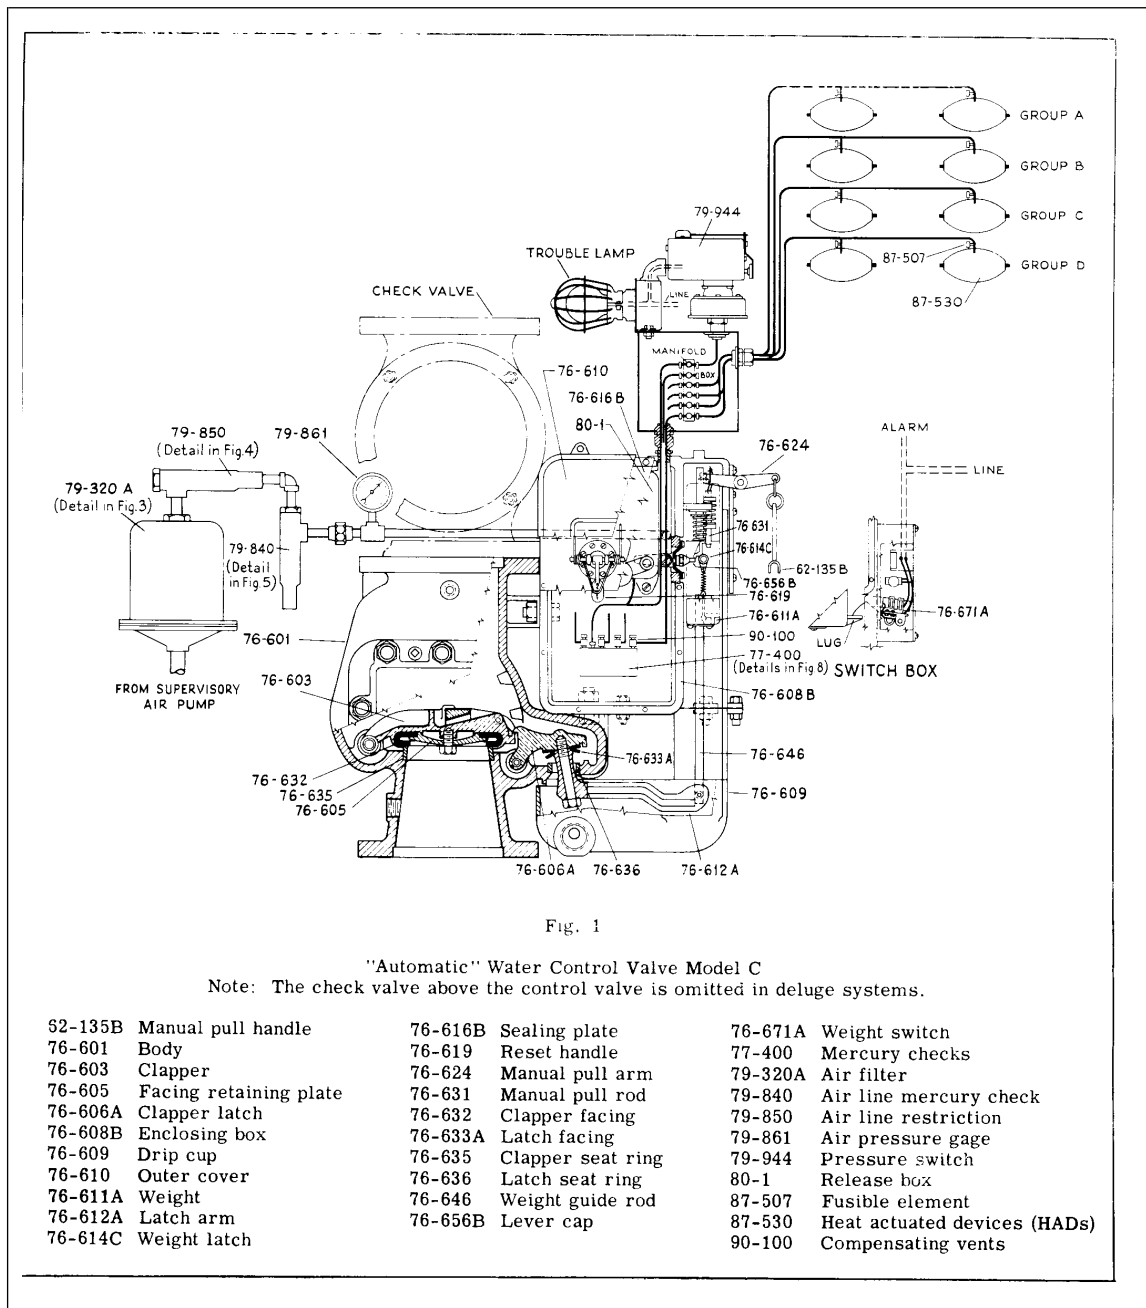 GROUP A
GROUP B
79-944
GROUP C
TROUBLE LAMP
87-507
GROUP D
LINE
CHECK VALVE
87-530
MANIFOLD
76-610
BOX
76-616B
79-850
(Detail in Fig.4)
79-861
80-1
ALARM
76-624
LINE
79-320 A
(Detail in Fig.3)
76-631
79-840
(Detail
in Fig.5)
76-614C
62-135B
76-656B
76-619
76-611A
76-671A
76-601
90-100
LUG
77-400
(Details in Fig 8)
SWITCH BOX
76-603
FROM SUPERVISORY
AIR PUMP
76-608B
76-633A
76-646
76-632
76-635
76-605
76-609
76-606A
76-636
76-612A
Fig. 1
"Automatic" Water Control Valve Model C
Note: The check valve above the control valve is omitted in deluge systems.
52-135B Manual pull handle
76-601 Body
76-603 Clapper
76-605 Facing retaining plate
76-606A Clapper latch
76-608B Enclosing box
76-609 Drip cup
76-610 Outer cover
76-611A Weight
76-612A Latch arm
76-614C Weight latch
76-616B Sealing plate
76-619 Reset handle
76-624 Manual pull arm
76-631 Manual pull rod
76-632 Clapper facing
76-633A Latch facing
76-635 Clapper seat ring
76-636 Latch seat ring
76-646 Weight guide rod
76-656B Lever cap
76-671A Weight switch
77-400 Mercury checks
79-320A Air filter
79-840 Air line mercury check
79-850 Air line restriction
79-861 Air pressure gage
79-944 Pressure switch
80-1 Release box
87-507 Fusible element
87-530 Heat actuated devices (HADs)
90-100 Compensating vents